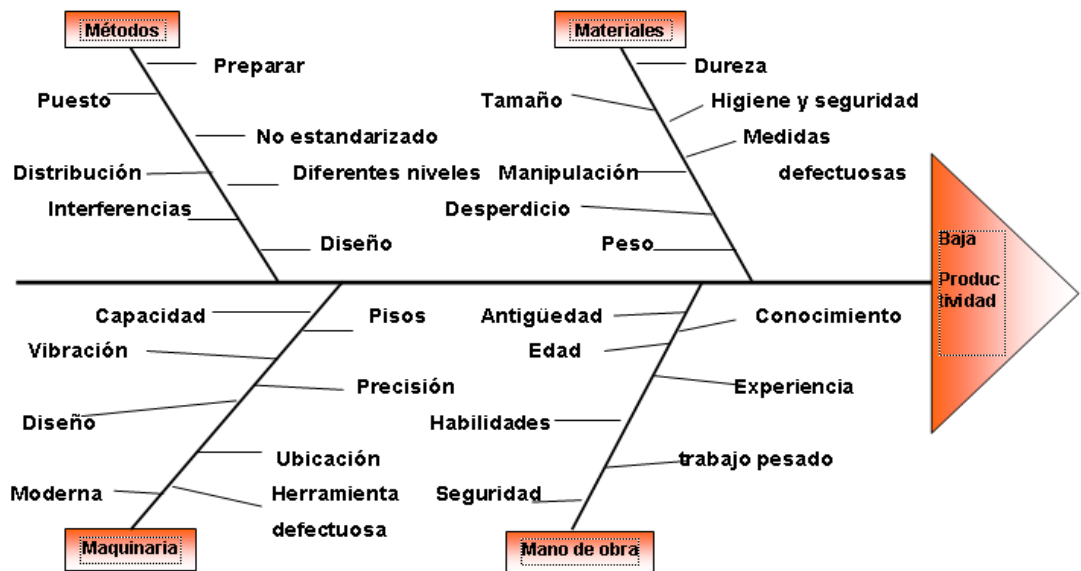 Métodos
Preparar
Puesto
No estandarizado
Distribución
Diferentes niveles
Interferencias
Diseño
Materiales
Dureza
Tamaño
Higiene y seguridad
Medidas
defectuosas
Manipulación
Desperdicio
Peso
Baja
Produc
tividad
Capacidad
Pisos
Vibración
Precisión
Diseño
Ubicación
Moderna
Herramienta
defectuosa
Maquinaria
Antigüedad
Conocimiento
Edad
Experiencia
Habilidades
trabajo pesado
Seguridad
Mano de obra